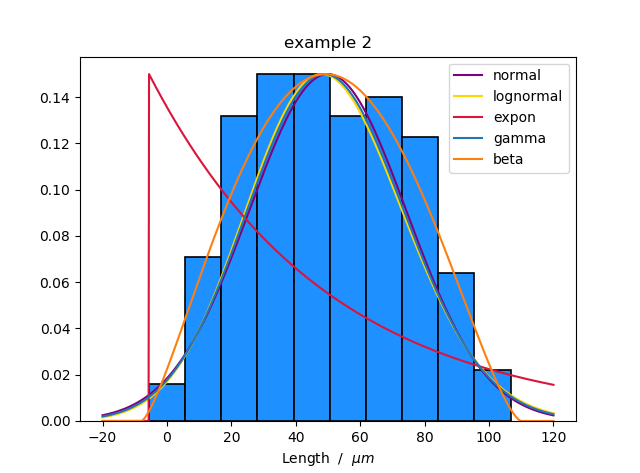 example 2
normal
lognormal
expon
gamma
beta
0.14
0.12
0.10
0.08
0.06
0.04
0.02
0.00
−20 0 20 40 60 80 100 120
Length / μm